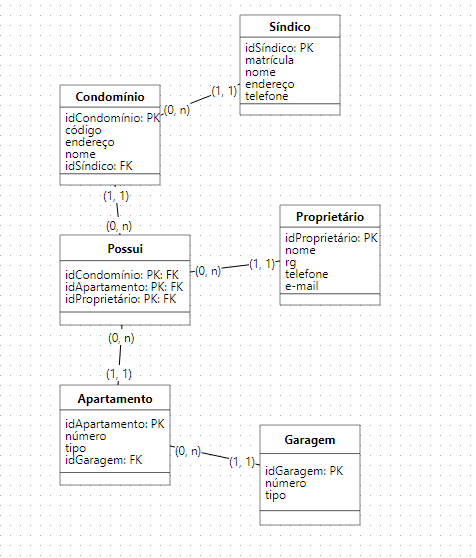 Síndico
idSíndico: PK
matrícula
nome
endereço
telefone
(1, 1)
(0, n)
Condomínio
idCondomínio: PK
código
endereço
nome
idSíndico: FK
(1, 1)
(0, n)
Possui
idCondomínio: PK: FK
idApartamento: PK: FK
idProprietário: PK: FK
(0, n)
(1, 1)
Proprietário
idProprietário: PK
nome
rg
telefone
e-mail
(0, n)
(1, 1)
Apartamento
idApartamento: PK
número
tipo
idGaragem: FK
(0, n)
(1, 1)
Garagem
idGaragem: PK
número
tipo